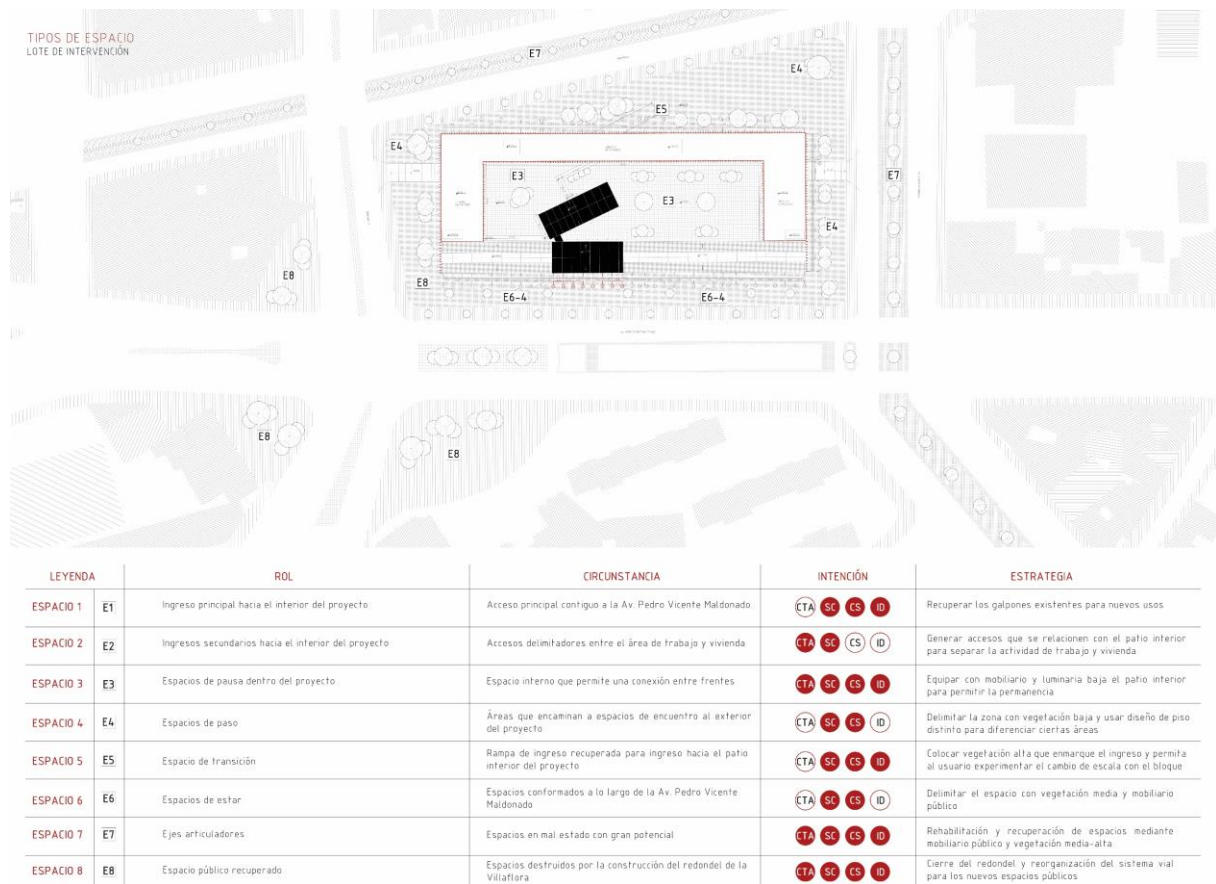 TIPOS DE ESPACIO
LOTE DE INTERVENCIÓN
E7
E4
E5
E4
E3
E3
E7
E4
E8
E8
E6-4
E6-4
E8
E8
LEYENDA ROL CIRCUNSTANCIA INTENCIÓN ESTRATEGIA
ESPACIO 1 E1 Ingreso principal hacia el interior del proyecto Acceso principal contiguo a la Av. Pedro Vicente Maldonado. CTA SC CS ID Recuperar los galpones existentes para nuevos usos
ESPACIO 2 E2 Ingresos secundarios hacia el interior del proyecto Accesos delimitadores entre el área de trabajo y vivienda CTA SC CS ID Generar accesos que se relacionen con el patio interior
para separar la actividad de trabajo y vivienda
ESPACIO 3 E3 Espacios de pausa dentro del proyecto Espacio interno que permite una conexión entre frentes CTA SC CS ID Equipar con mobiliario y luminaria baja el patio interior
para permitir la permanencia
ESPACIO 4 E4 Espacios de paso Áreas que encaminan a espacios de encuentro al exterior
del proyecto CTA SC CS ID Delimitar la zona con vegetación baja y usar diseño de piso
distinto para diferenciar ciertas áreas
ESPACIO 5 E5 Espacio de transición Rampa de ingreso recuperada para ingreso hacia el patio
interior del proyecto CTA SC CS ID Colocar vegetación alta que enmarque el ingreso y permita
al usuario experimentar el cambio de escala con el bloque
ESPACIO 6 E6 Espacios de estar Espacios conformados a lo largo de la Av. Pedro Vicente
Maldonado CTA SC CS ID Delimitar el espacio con vegetación media y mobiliario
público
ESPACIO 7 E7 Ejes articuladores Espacios en mal estado con gran potencial CTA SC CS ID Rehabilitación y recuperación de espacios mediante
mobiliario público y vegetación media-alta
ESPACIO 8 E8 Espacio público recuperado Espacios destruidos por la construcción del redondel de la
Villaflora CTA SC CS ID Cierre del redondel y reorganización del sistema vial
para los nuevos espacios públicos